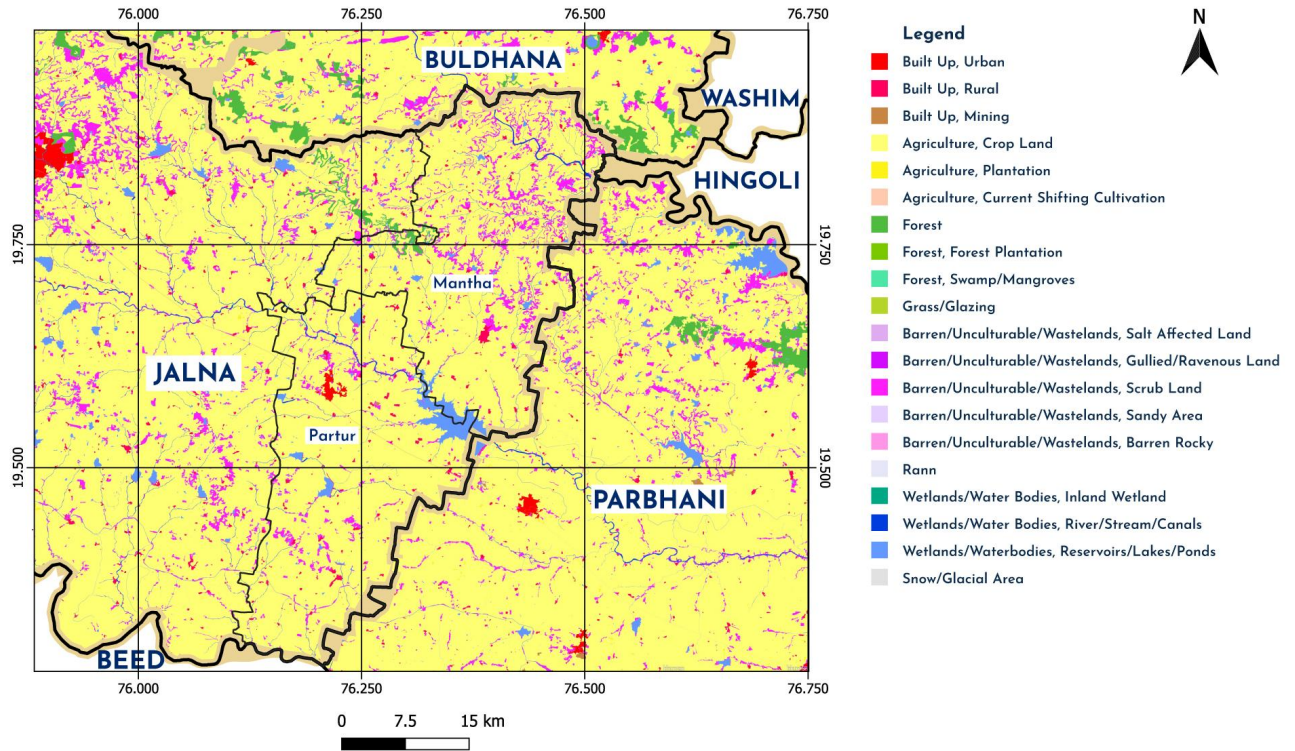 76.000 76.250 76.500 76.750
N
Legend
BULDHANA
Built Up, Urban
Built Up, Rural
WASHIM
Built Up, Mining
Agriculture, Crop Land
Agriculture, Plantation
HINGOLI
Agriculture, Current Shifting Cultivation
Forest
19.750 19.750
Forest, Forest Plantation
Mantha
Forest, Swamp/Mangroves
Grass/Glazing
Barren/Unculturable/Wastelands, Salt Affected Land
Barren/Unculturable/Wastelands, Gullied/Ravenous Land
JALNA
Barren/Unculturable/Wastelands, Scrub Land
Barren/Unculturable/Wastelands, Sandy Area
Partur
Barren/Unculturable/Wastelands, Barren Rocky
19.500 19.500
Rann
PARBHANI
Wetlands/Water Bodies, Inland Wetland
Wetlands/Water Bodies, River/Stream/Canals
Wetlands/Waterbodies, Reservoirs/Lakes/Ponds
Snow/Glacial Area
BEED
76.000 76.250 76.500 76.750
0 7.5 15 km